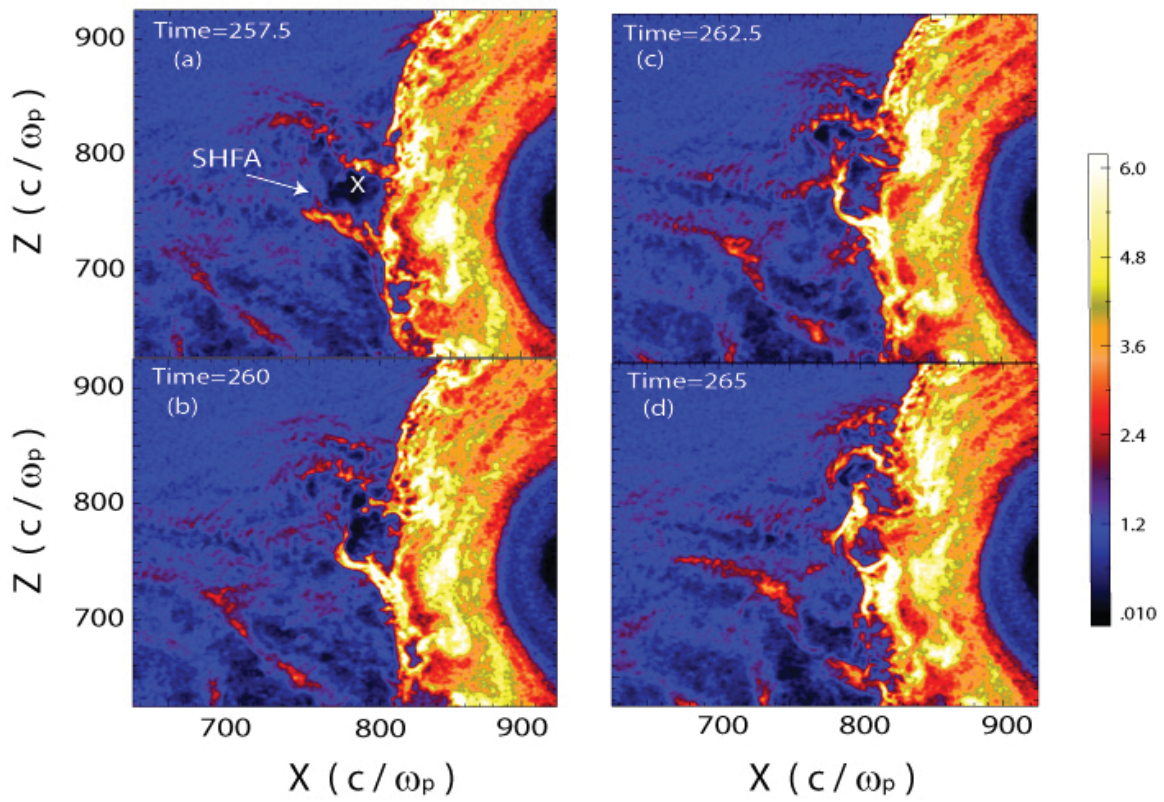 Time=257.5
(a)
SHFA
X
Time=262.5
(c)
Time=260
(b)
Time=265
(d)
900
800
700
Z ( c / ωp )
900
800
700
Z ( c / ωp )
700 800 900
X ( c / ωp )
700 800 900
X ( c / ωp )
6.0
4.8
3.6
2.4
1.2
.010